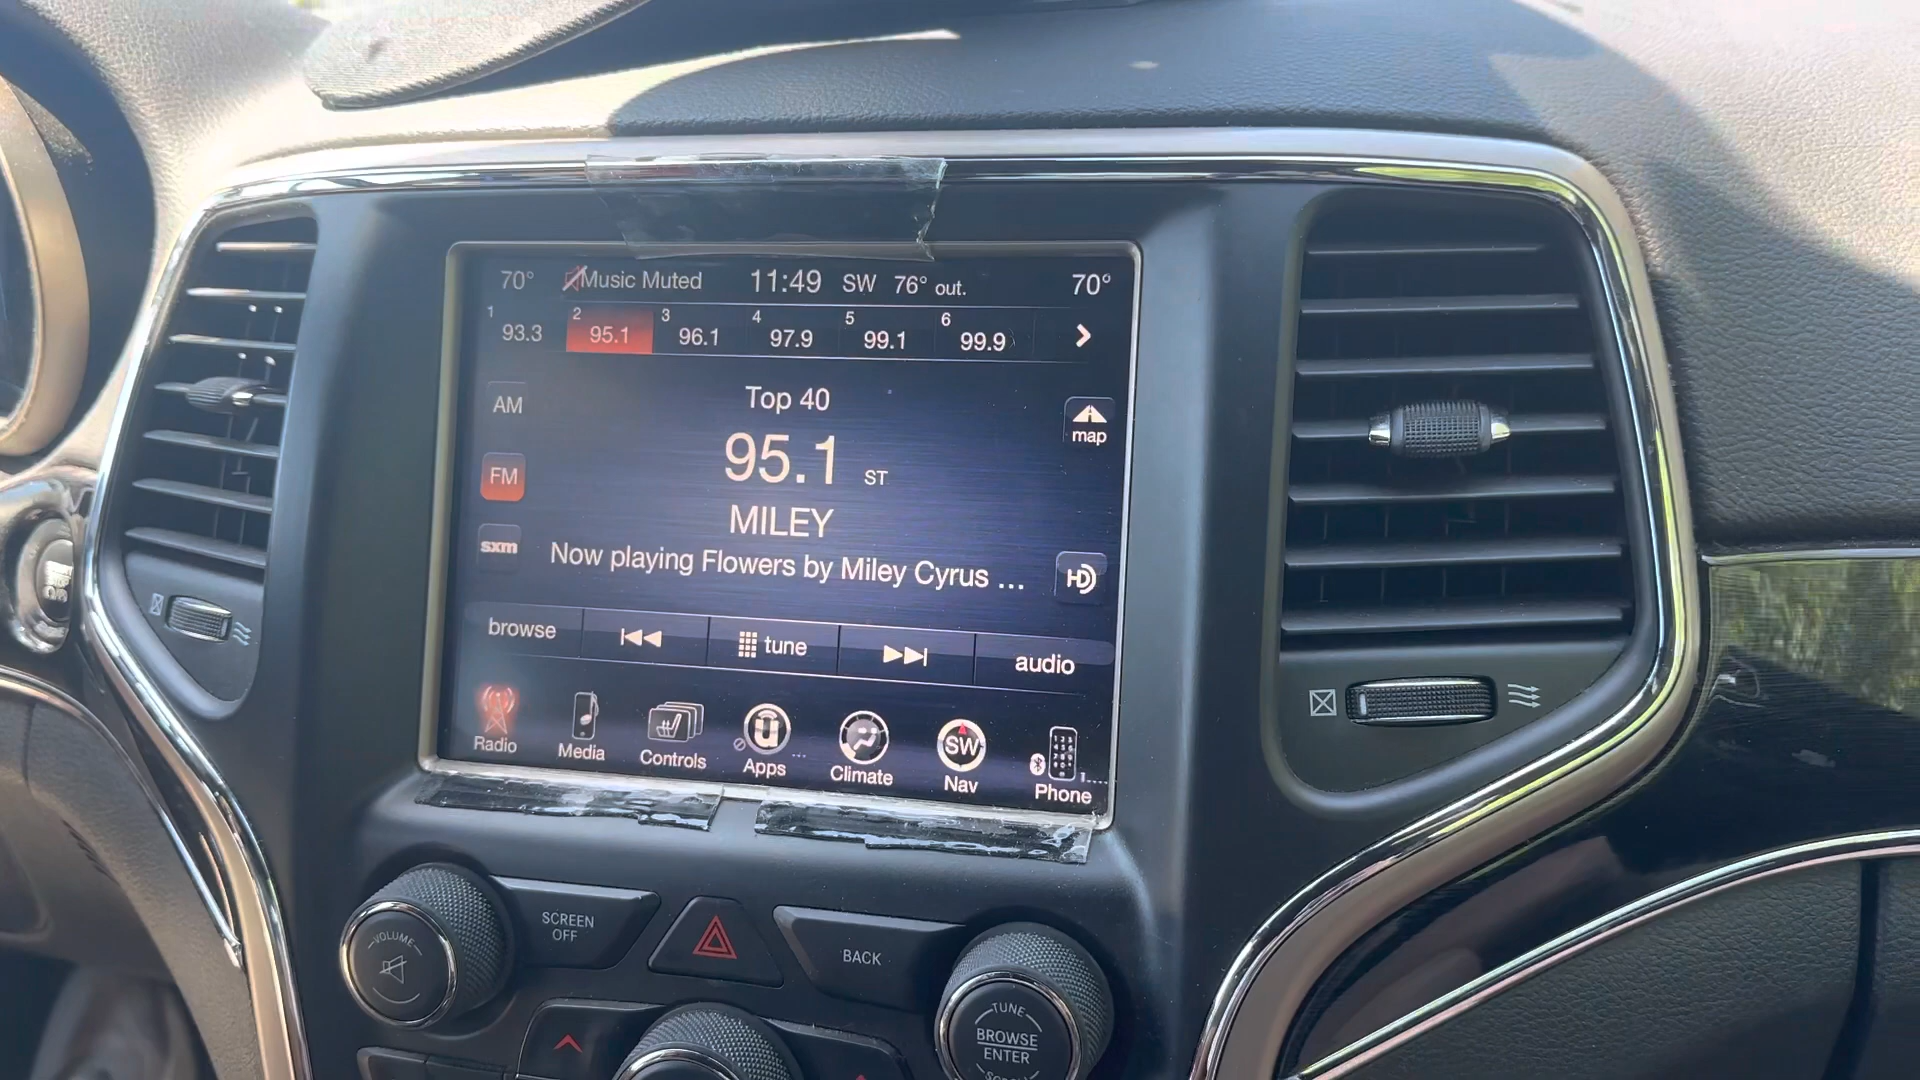 70° Music Muted 11:49 SW 76° out. 70°
1 93.3 2 95.1 3 96.1 4 97.9 5 99.1 6 99.9
AM
Top 40
map
95.1 ST
FM
MILEY
sxm
Now playing Flowers by Miley Cyrus ...
HD
browse tune audio
SW
Radio Media Controls Apps Climate Nav Phone
VOLUME
SCREEN
OFF
BACK
TUNE
BROWSE
ENTER